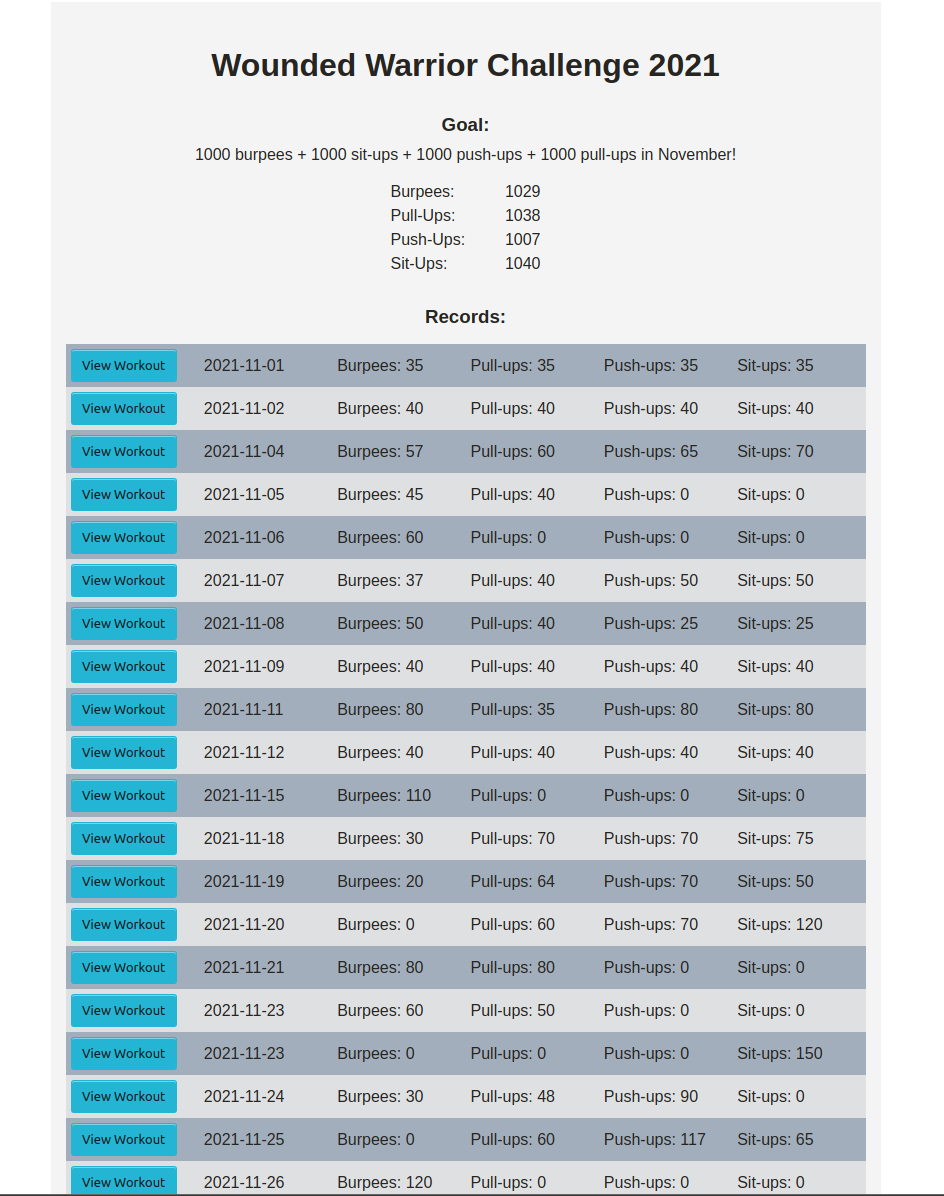 Wounded Warrior Challenge 2021
Goal:
1000 burpees + 1000 sit-ups + 1000 push-ups + 1000 pull-ups in November!
Burpees: 1029
Pull-Ups: 1038
Push-Ups: 1007
Sit-Ups: 1040
Records:
View Workout 2021-11-01 Burpees: 35 Pull-ups: 35 Push-ups: 35 Sit-ups: 35
View Workout 2021-11-02 Burpees: 40 Pull-ups: 40 Push-ups: 40 Sit-ups: 40
View Workout 2021-11-04 Burpees: 57 Pull-ups: 60 Push-ups: 65 Sit-ups: 70
View Workout 2021-11-05 Burpees: 45 Pull-ups: 40 Push-ups: 0 Sit-ups: 0
View Workout 2021-11-06 Burpees: 60 Pull-ups: 0 Push-ups: 0 Sit-ups: 0
View Workout 2021-11-07 Burpees: 37 Pull-ups: 40 Push-ups: 50 Sit-ups: 50
View Workout 2021-11-08 Burpees: 50 Pull-ups: 40 Push-ups: 25 Sit-ups: 25
View Workout 2021-11-09 Burpees: 40 Pull-ups: 40 Push-ups: 40 Sit-ups: 40
View Workout 2021-11-11 Burpees: 80 Pull-ups: 35 Push-ups: 80 Sit-ups: 80
View Workout 2021-11-12 Burpees: 40 Pull-ups: 40 Push-ups: 40 Sit-ups: 40
View Workout 2021-11-15 Burpees: 110 Pull-ups: 0 Push-ups: 0 Sit-ups: 0
View Workout 2021-11-18 Burpees: 30 Pull-ups: 70 Push-ups: 70 Sit-ups: 75
View Workout 2021-11-19 Burpees: 20 Pull-ups: 64 Push-ups: 70 Sit-ups: 50
View Workout 2021-11-20 Burpees: 0 Pull-ups: 60 Push-ups: 70 Sit-ups: 120
View Workout 2021-11-21 Burpees: 80 Pull-ups: 80 Push-ups: 0 Sit-ups: 0
View Workout 2021-11-23 Burpees: 60 Pull-ups: 50 Push-ups: 0 Sit-ups: 0
View Workout 2021-11-23 Burpees: 0 Pull-ups: 0 Push-ups: 0 Sit-ups: 150
View Workout 2021-11-24 Burpees: 30 Pull-ups: 48 Push-ups: 90 Sit-ups: 0
View Workout 2021-11-25 Burpees: 0 Pull-ups: 60 Push-ups: 117 Sit-ups: 65
View Workout 2021-11-26 Burpees: 120 Pull-ups: 0 Push-ups: 0 Sit-ups: 0